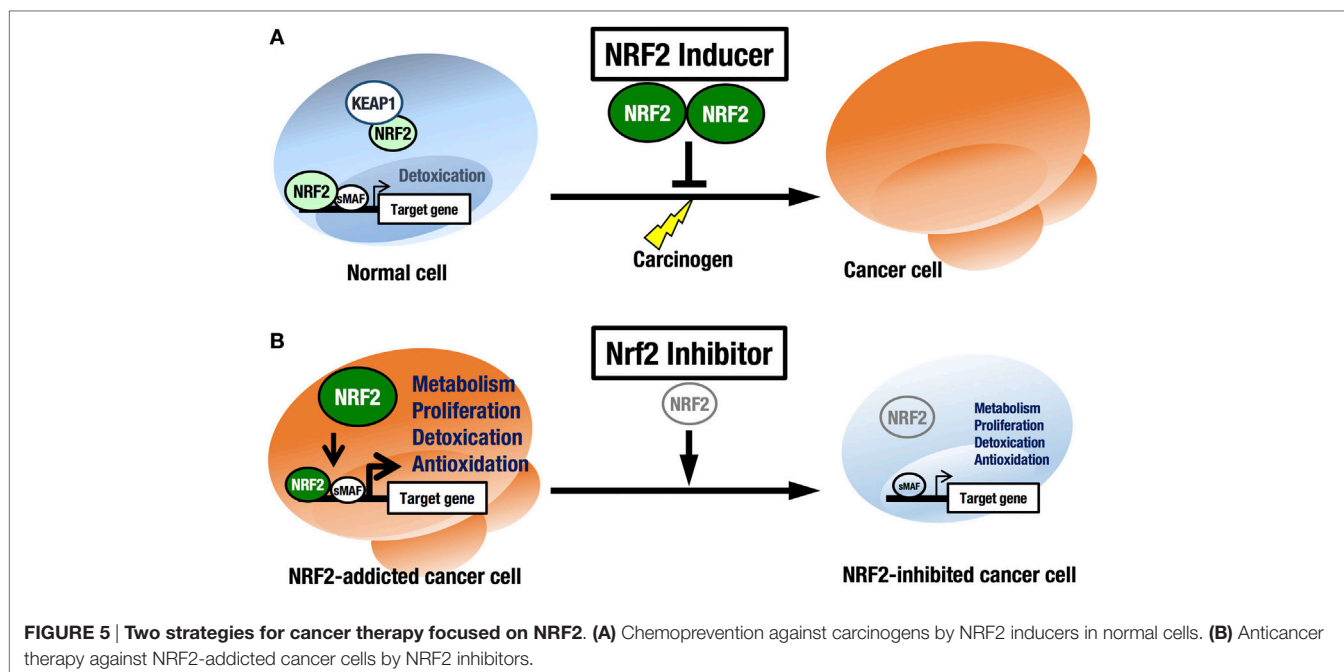 A
NRF2 Inducer
KEAP1
NRF2
NRF2
NRF2
Detoxication
NRF2
sMAF
Target gene
Carcinogen
Normal cell
Cancer cell
B
Nrf2 Inhibitor
NRF2
Metabolism
Proliferation
Detoxication
Antioxidation
NRF2
sMAF
Target gene
NRF2
NRF2
Metabolism
Proliferation
Detoxication
Antioxidation
sMAF
Target gene
NRF2-addicted cancer cell
NRF2-inhibited cancer cell
FIGURE 5 | Two strategies for cancer therapy focused on NRF2. (A) Chemoprevention against carcinogens by NRF2 inducers in normal cells. (B) Anticancer
therapy against NRF2-addicted cancer cells by NRF2 inhibitors.